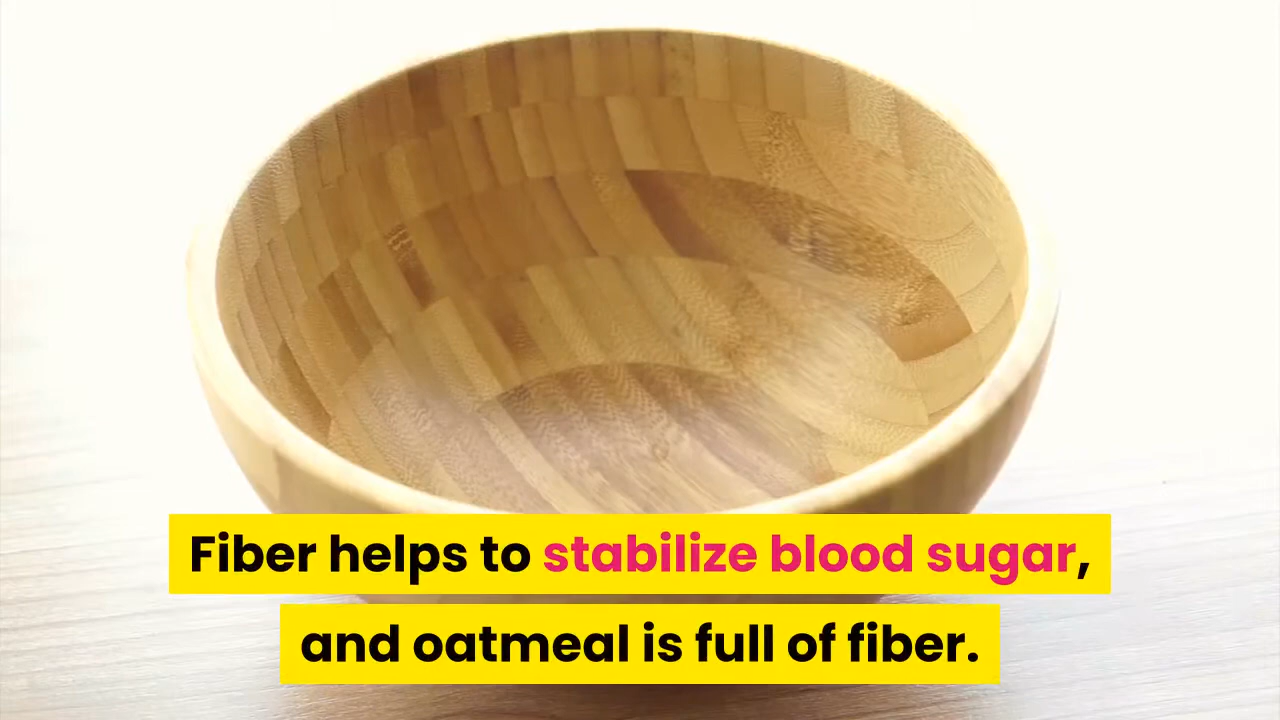 Fiber helps to stabilize blood sugar,
and oatmeal is full of fiber.